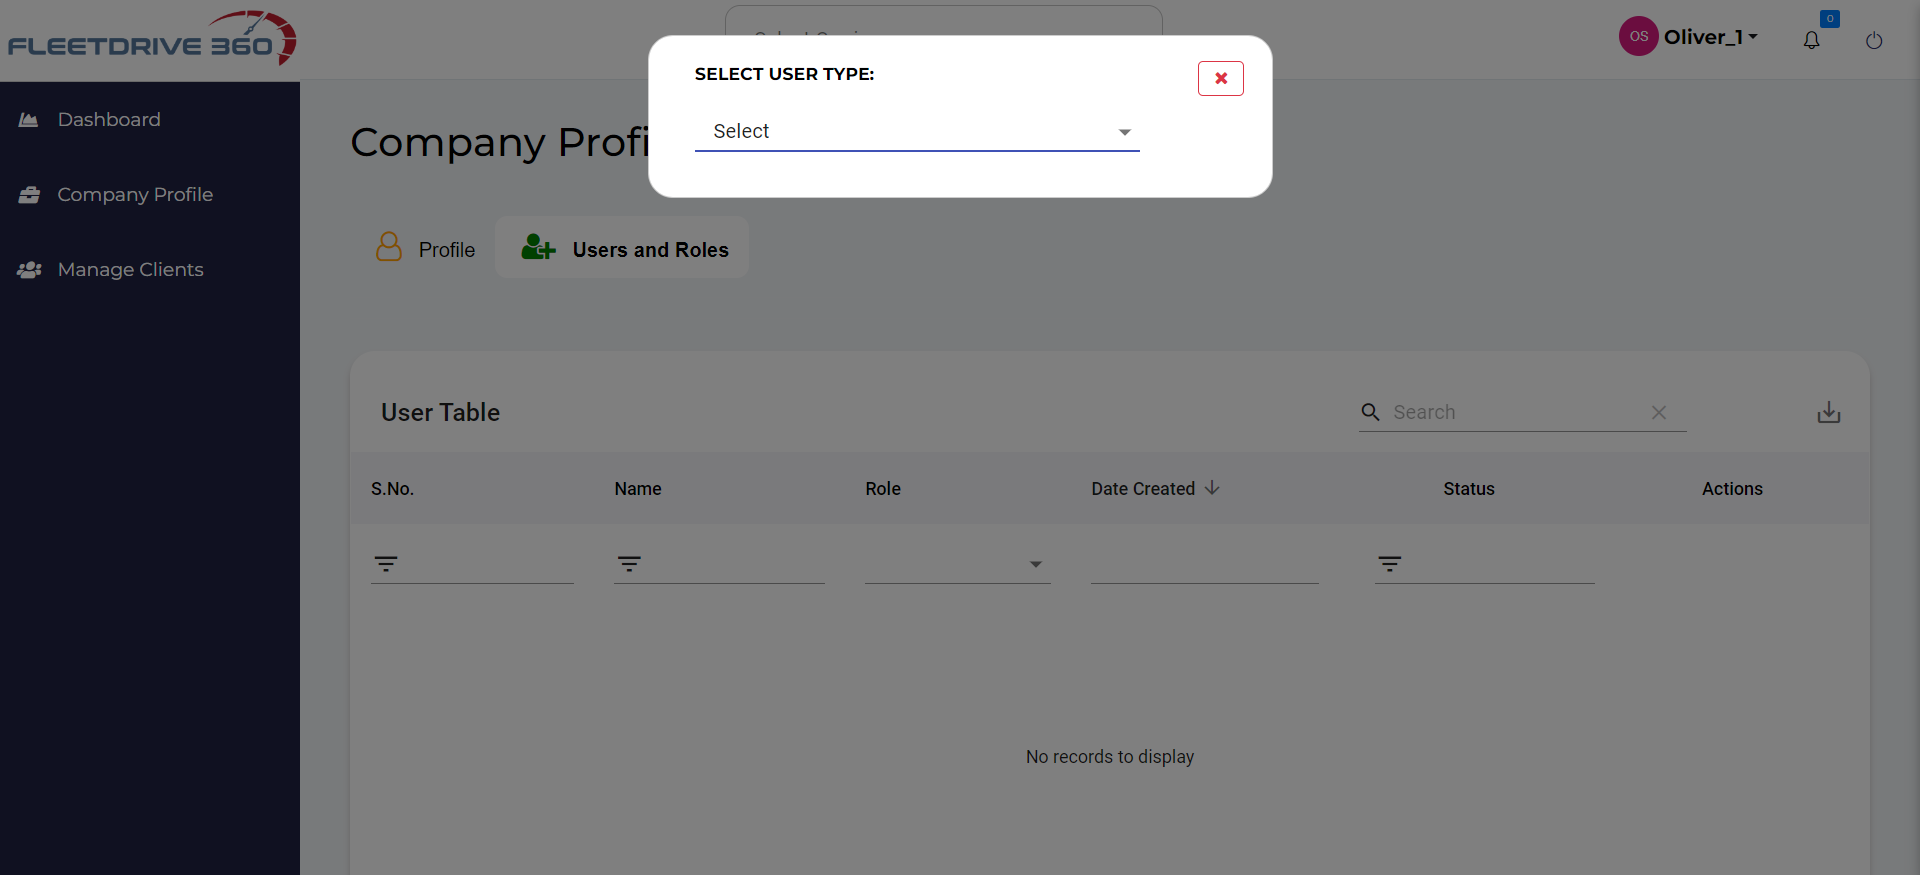 FLEETDRIVE 360
OS Oliver_1
0
SELECT USER TYPE:
Select
Dashboard
Company Profile
Manage Clients
Company Profi
Profile
Users and Roles
User Table
Search
S.No. Name Role Date Created Status Actions
No records to display